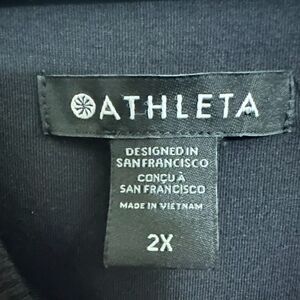 ATHLETA
DESIGNED IN
SAN FRANCISCO
CONÇU À
SAN FRANCISCO
MADE IN VIETNAM
2X